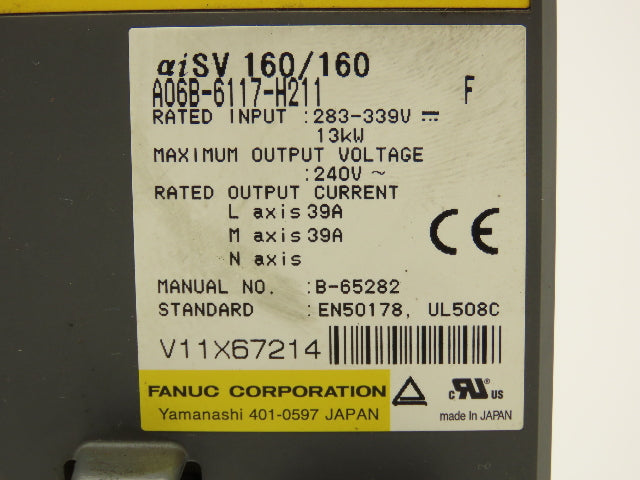 αiSV 160/160
A06B-6117-H211 F
RATED INPUT :283-339V ⎓
13kW
MAXIMUM OUTPUT VOLTAGE
:240V ~
RATED OUTPUT CURRENT
L axis 39A
M axis 39A
N axis
MANUAL NO. :B-65282
STANDARD :EN50178, UL508C
CE
V11X67214
FANUC CORPORATION
Yamanashi 401-0597 JAPAN
c RU us
made In JAPAN